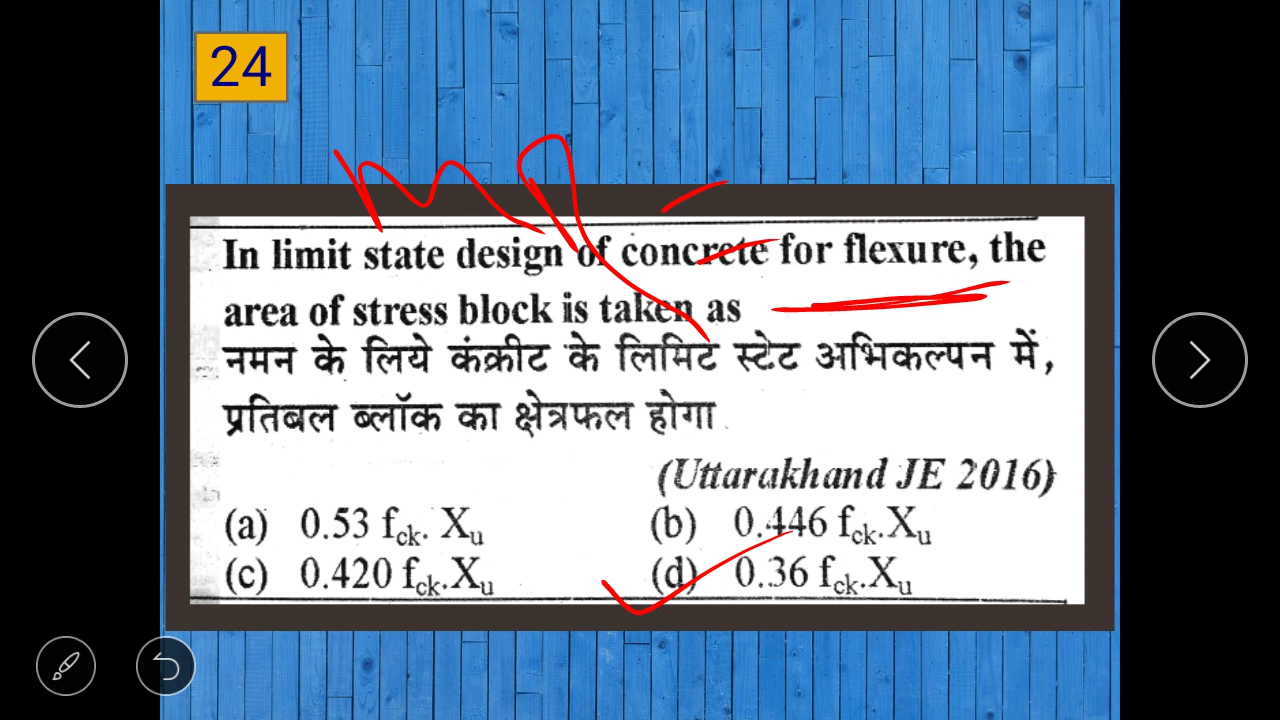 24
In limit state design of concrete for flexure, the
area of stress block is taken as
नमन के लिये कंक्रीट के लिमिट स्टेट अभिकल्पन में,
प्रतिबल ब्लॉक का क्षेत्रफल होगा
(Uttarakhand JE 2016)
(a) 0.53 fck. Xu (b) 0.446 fck.Xu
(c) 0.420 fck.Xu (d) 0.36 fck.Xu